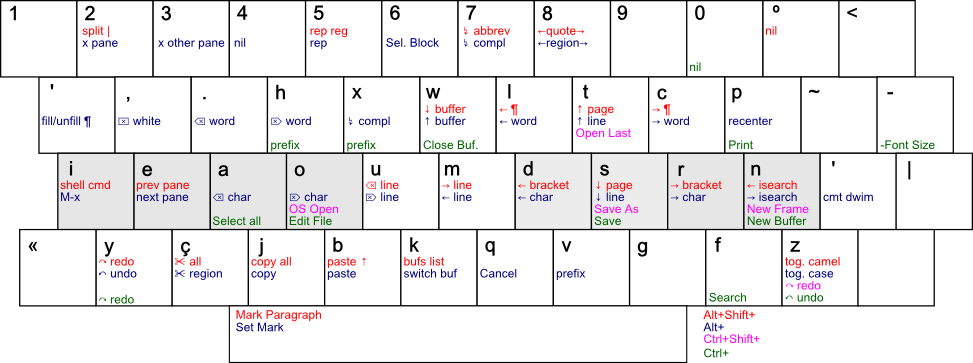 1 2 3 4 5 6 7 8 9 0 º <
split | rep reg ␘ abbrev ←quote→ nil
x pane x other pane nil rep Sel. Block compl ←region→
nil
' , . h x w l t c p ~ -
↓ buffer ← ¶ ↑ page → ¶
fill/unfill ¶ ⌧ white ⌫ word ⌦ word compl ↑ buffer ← word ↑ line → word recenter
Open Last
prefix prefix Close Buf. Print -Font Size
i e a o u m d s r n ' |
shell cmd prev pane ⌫ line → line ← bracket ↓ page → bracket ← isearch
M-x next pane ⌫ char ⌦ char ⌦ line ← line ← char ↓ line → char → isearch cmt dwim
OS Open Save As New Frame
Select all Edit File Save New Buffer
« y ç j b k q v g f z
↷ redo ✂ all copy all paste ↑ bufs list tog. camel
↶ undo ✂ region copy paste switch buf Cancel prefix tog. case
↷ redo
↷ redo Search ↶ undo
Mark Paragraph Alt+Shift+
Set Mark Alt+
Ctrl+Shift+
Ctrl+